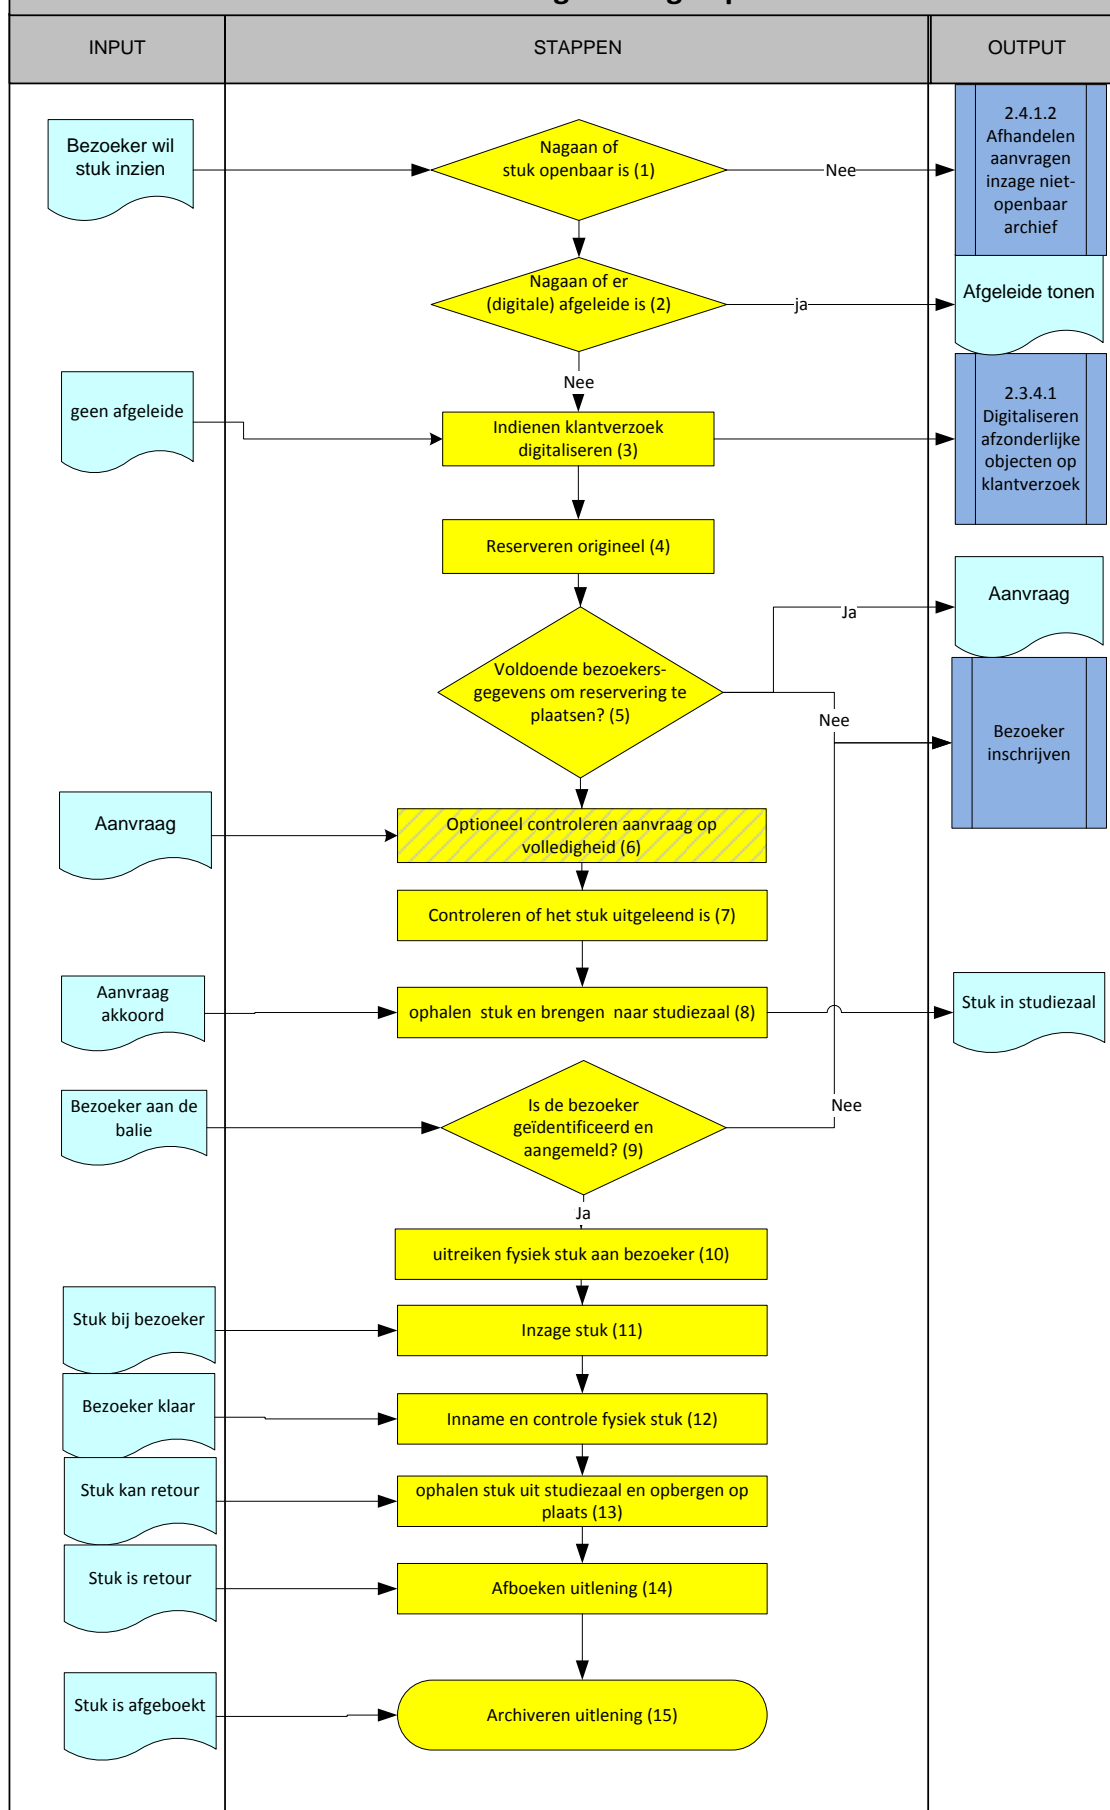 INPUT
STAPPEN
OUTPUT
Bezoeker wil
stuk inzien
Nagaan of
stuk openbaar is (1)
Nee
2.4.1.2
Afhandelen
aanvragen
inzage niet-
openbaar
archief
Nagaan of er
(digitale) afgeleide is (2)
ja
Afgeleide tonen
Nee
geen afgeleide
Indienen klantverzoek
digitaliseren (3)
2.3.4.1
Digitaliseren
afzonderlijke
objecten op
klantverzoek
Reserveren origineel (4)
Voldoende bezoekers-
gegevens om reservering te
plaatsen? (5)
Ja
Aanvraag
Nee
Bezoeker
inschrijven
Aanvraag
Optioneel controleren aanvraag op
volledigheid (6)
Controleren of het stuk uitgeleend is (7)
Aanvraag
akkoord
ophalen  stuk en brengen  naar studiezaal (8)
Stuk in studiezaal
Bezoeker aan de
balie
Is de bezoeker
geïdentificeerd en
aangemeld? (9)
Nee
Ja
uitreiken fysiek stuk aan bezoeker (10)
Stuk bij bezoeker
Inzage stuk (11)
Bezoeker klaar
Inname en controle fysiek stuk (12)
Stuk kan retour
ophalen stuk uit studiezaal en opbergen op
plaats (13)
Stuk is retour
Afboeken uitlening (14)
Stuk is afgeboekt
Archiveren uitlening (15)